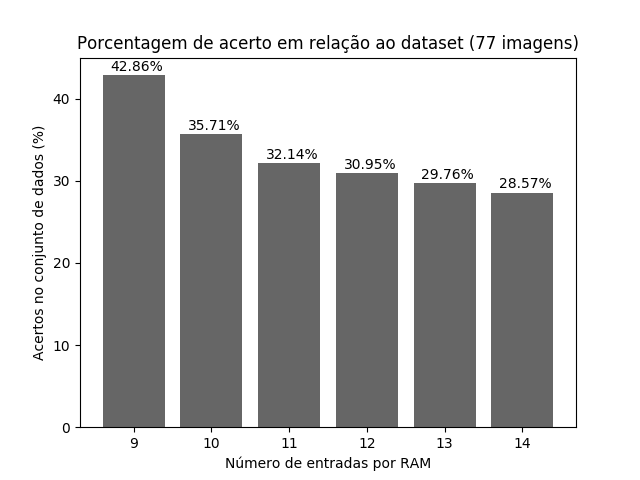 Porcentagem de acerto em relação ao dataset (77 imagens)
42.86%
35.71%
32.14%
30.95%
29.76%
28.57%
40
30
20
10
0
Acertos no conjunto de dados (%)
9 10 11 12 13 14
Número de entradas por RAM